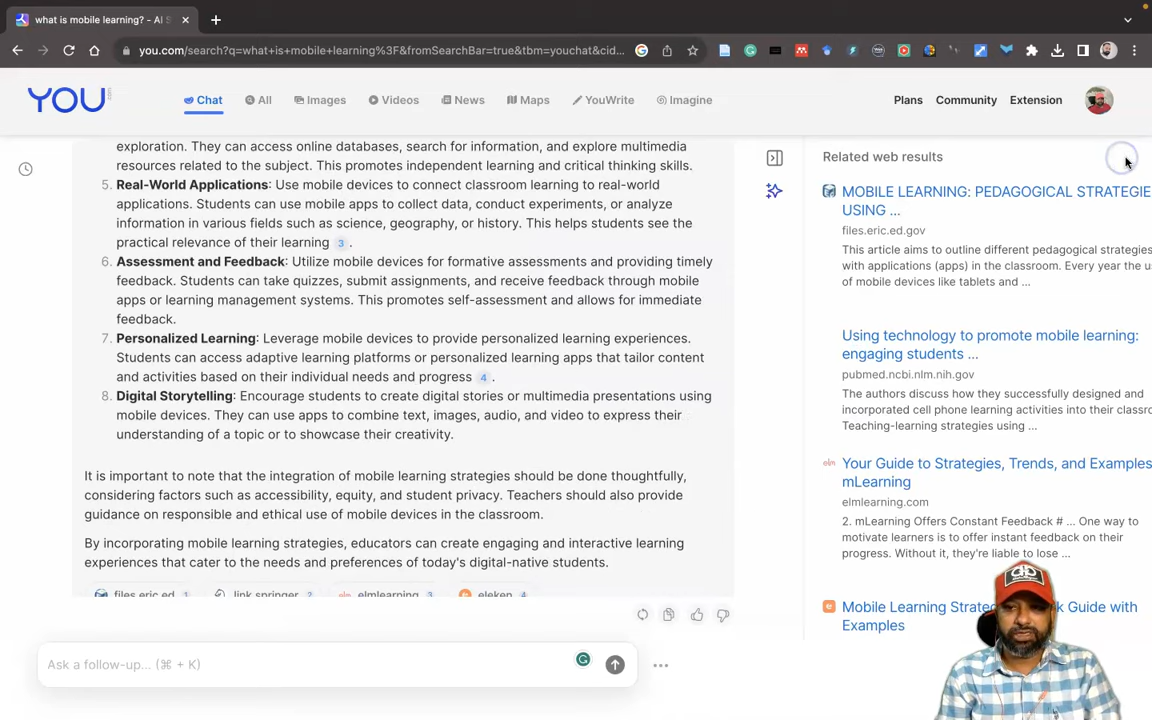 what is mobile learning? - AI S
you.com/search?q=what+is+mobile+learning%3F&fromSearchBar=true&tbm=youchat&cid...
YOU
Chat
All
Images
Videos
News
Maps
YouWrite
Imagine
Plans
Community
Extension
exploration. They can access online databases, search for information, and explore multimedia
resources related to the subject. This promotes independent learning and critical thinking skills.
5. Real-World Applications: Use mobile devices to connect classroom learning to real-world
applications. Students can use mobile apps to collect data, conduct experiments, or analyze
information in various fields such as science, geography, or history. This helps students see the
practical relevance of their learning 3 .
6. Assessment and Feedback: Utilize mobile devices for formative assessments and providing timely
feedback. Students can take quizzes, submit assignments, and receive feedback through mobile
apps or learning management systems. This promotes self-assessment and allows for immediate
feedback.
7. Personalized Learning: Leverage mobile devices to provide personalized learning experiences.
Students can access adaptive learning platforms or personalized learning apps that tailor content
and activities based on their individual needs and progress 4 .
8. Digital Storytelling: Encourage students to create digital stories or multimedia presentations using
mobile devices. They can use apps to combine text, images, audio, and video to express their
understanding of a topic or to showcase their creativity.
It is important to note that the integration of mobile learning strategies should be done thoughtfully,
considering factors such as accessibility, equity, and student privacy. Teachers should also provide
guidance on responsible and ethical use of mobile devices in the classroom.
By incorporating mobile learning strategies, educators can create engaging and interactive learning
experiences that cater to the needs and preferences of today's digital-native students.
files.eric.ed 1
link.springer 2
elmlearning 3
eleken 4
Ask a follow-up... (⌘ + K)
Related web results
MOBILE LEARNING: PEDAGOGICAL STRATEGIE
USING ...
files.eric.ed.gov
This article aims to outline different pedagogical strategies
with applications (apps) in the classroom. Every year the u
of mobile devices like tablets and ...
Using technology to promote mobile learning:
engaging students ...
pubmed.ncbi.nlm.nih.gov
The authors discuss how they successfully designed and
incorporated cell phone learning activities into their classro
Teaching-learning strategies using ...
elm
Your Guide to Strategies, Trends, and Examples
mLearning
elmlearning.com
2. mLearning Offers Constant Feedback # ... One way to
motivate learners is to offer instant feedback on their
progress. Without it, they're liable to lose ...
Mobile Learning Strate k Guide with
Examples